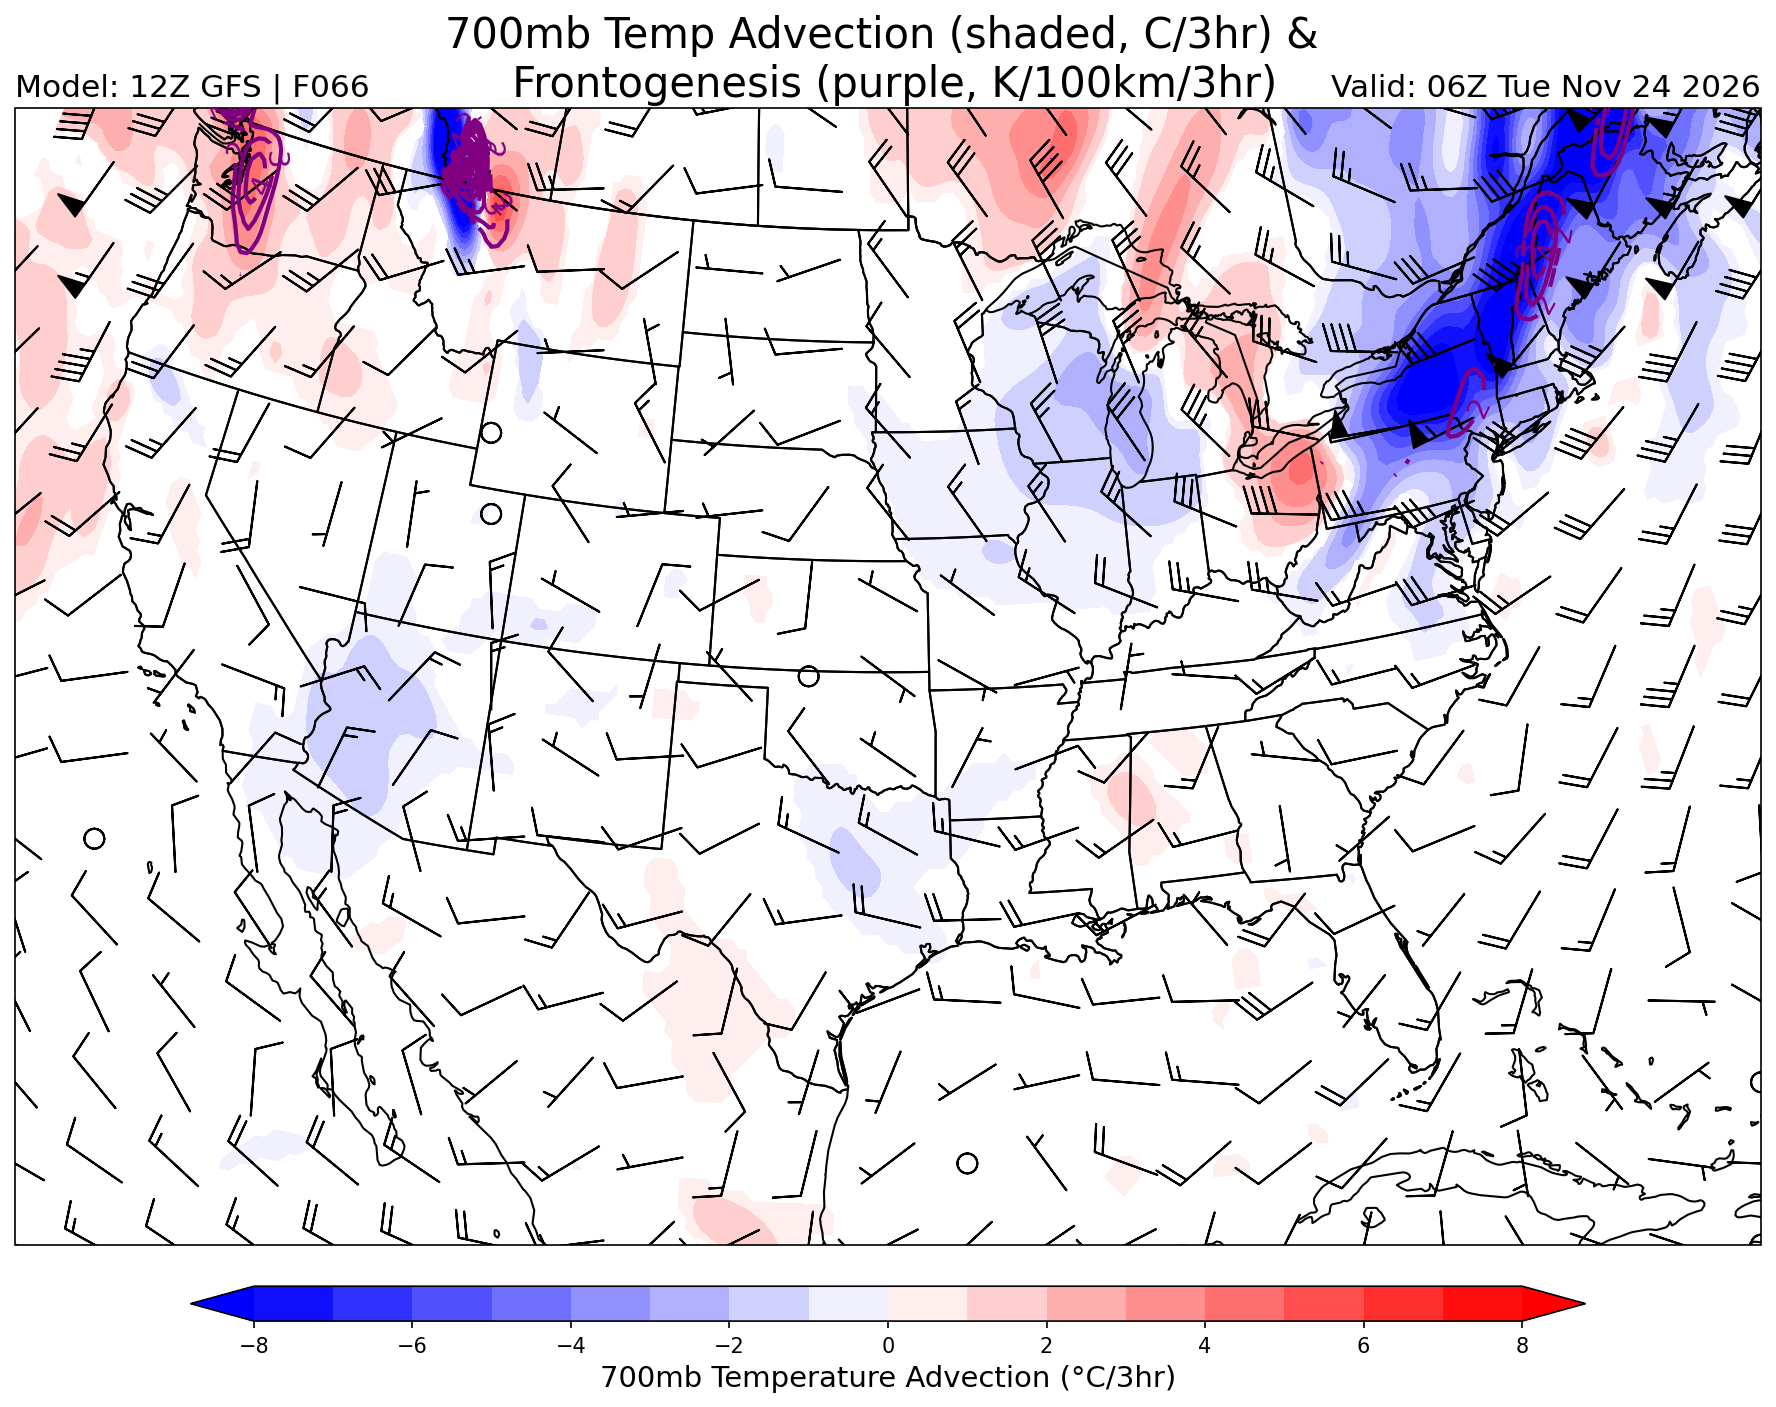 700mb Temp Advection (shaded, C/3hr) &
Frontogenesis (purple, K/100km/3hr)
Model: 12Z GFS | F066
Valid: 06Z Tue Nov 24 2026
−8 −6 −4 −2 0 2 4 6 8
700mb Temperature Advection (°C/3hr)